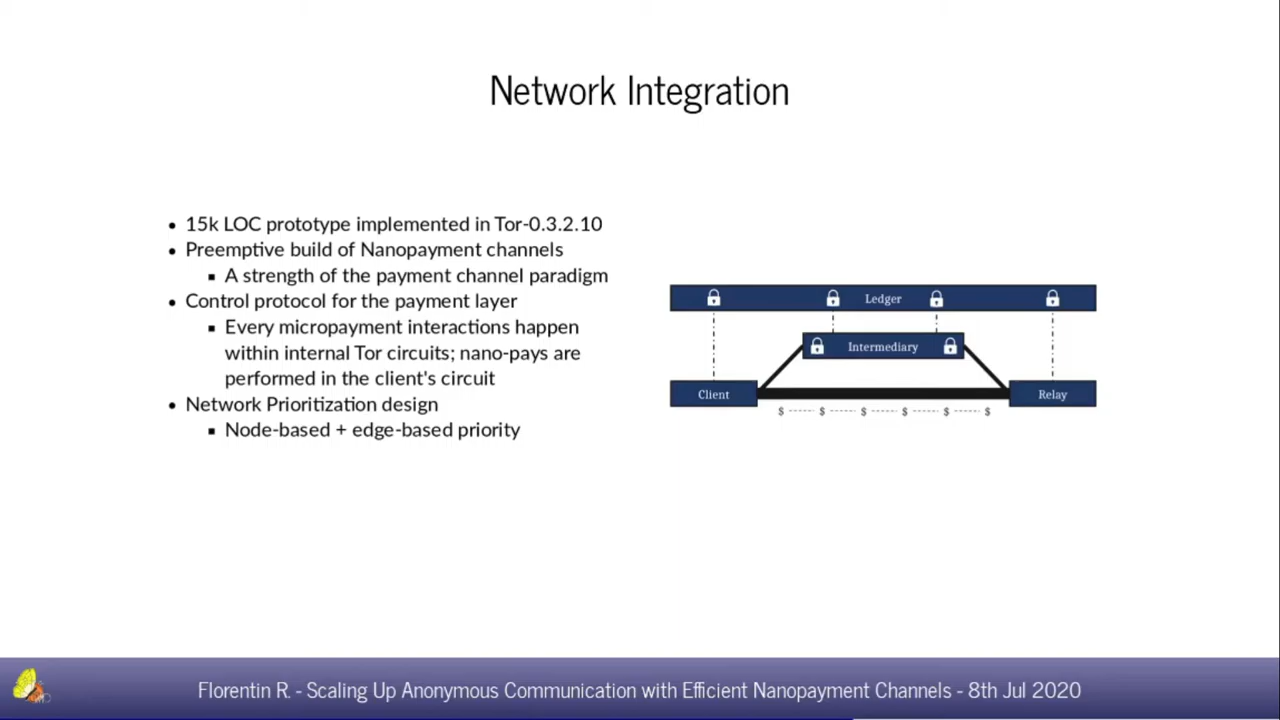 Network Integration
• 15k LOC prototype implemented in Tor-0.3.2.10
• Preemptive build of Nanopayment channels
▪ A strength of the payment channel paradigm
• Control protocol for the payment layer
▪ Every micropayment interactions happen
within internal Tor circuits; nano-pays are
performed in the client's circuit
• Network Prioritization design
▪ Node-based + edge-based priority
Ledger
Intermediary
Client
Relay
$ ----- $ ----- $ ----- $ ----- $ ----- $
Florentin R. - Scaling Up Anonymous Communication with Efficient Nanopayment Channels - 8th Jul 2020